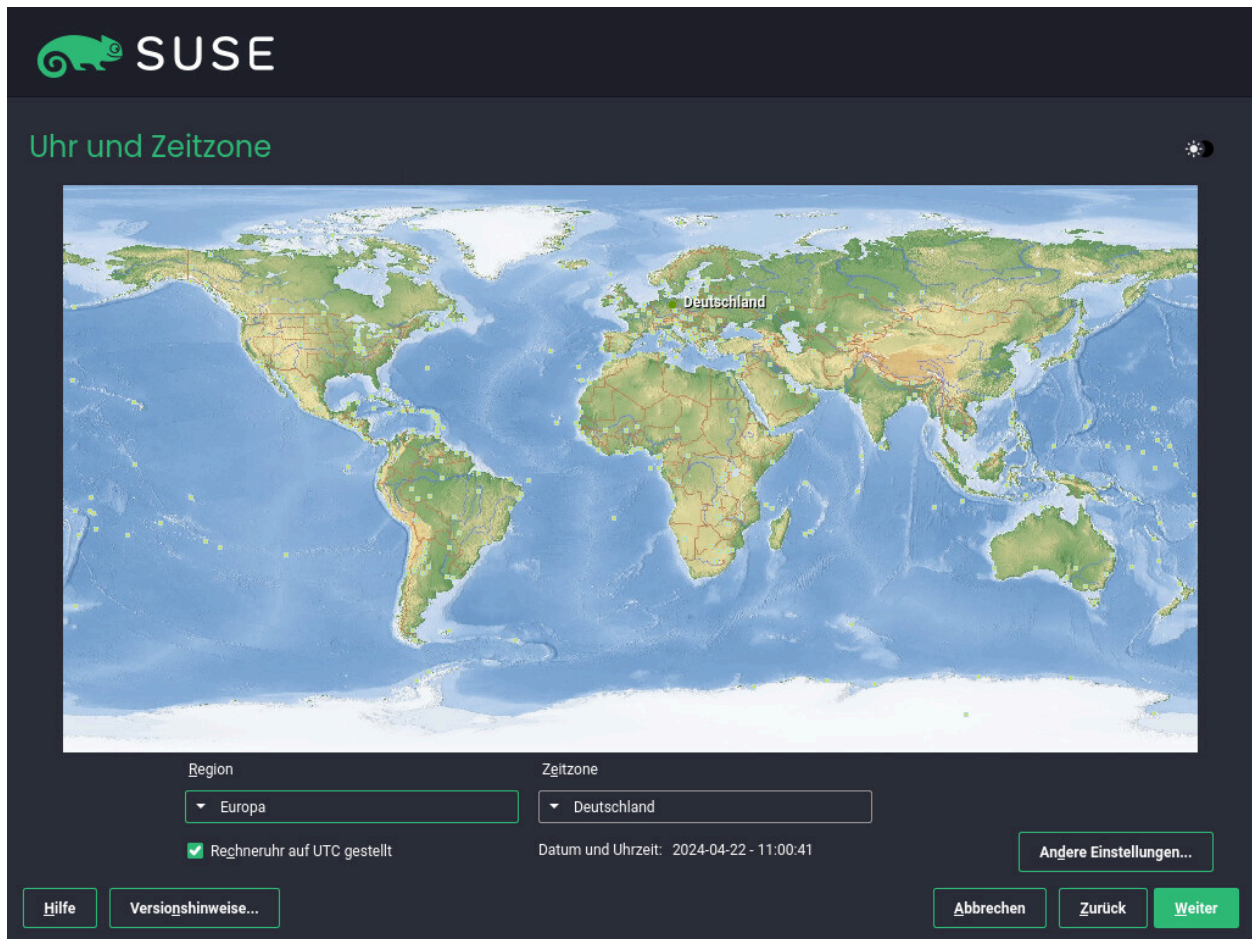 SUSE
Uhr und Zeitzone
Deutschland
Region
Zeitzone
Europa
Deutschland
Rechneruhr auf UTC gestellt
Datum und Uhrzeit: 2024-04-22 - 11:00:41
Andere Einstellungen...
Hilfe
Versionshinweise...
Abbrechen
Zurück
Weiter